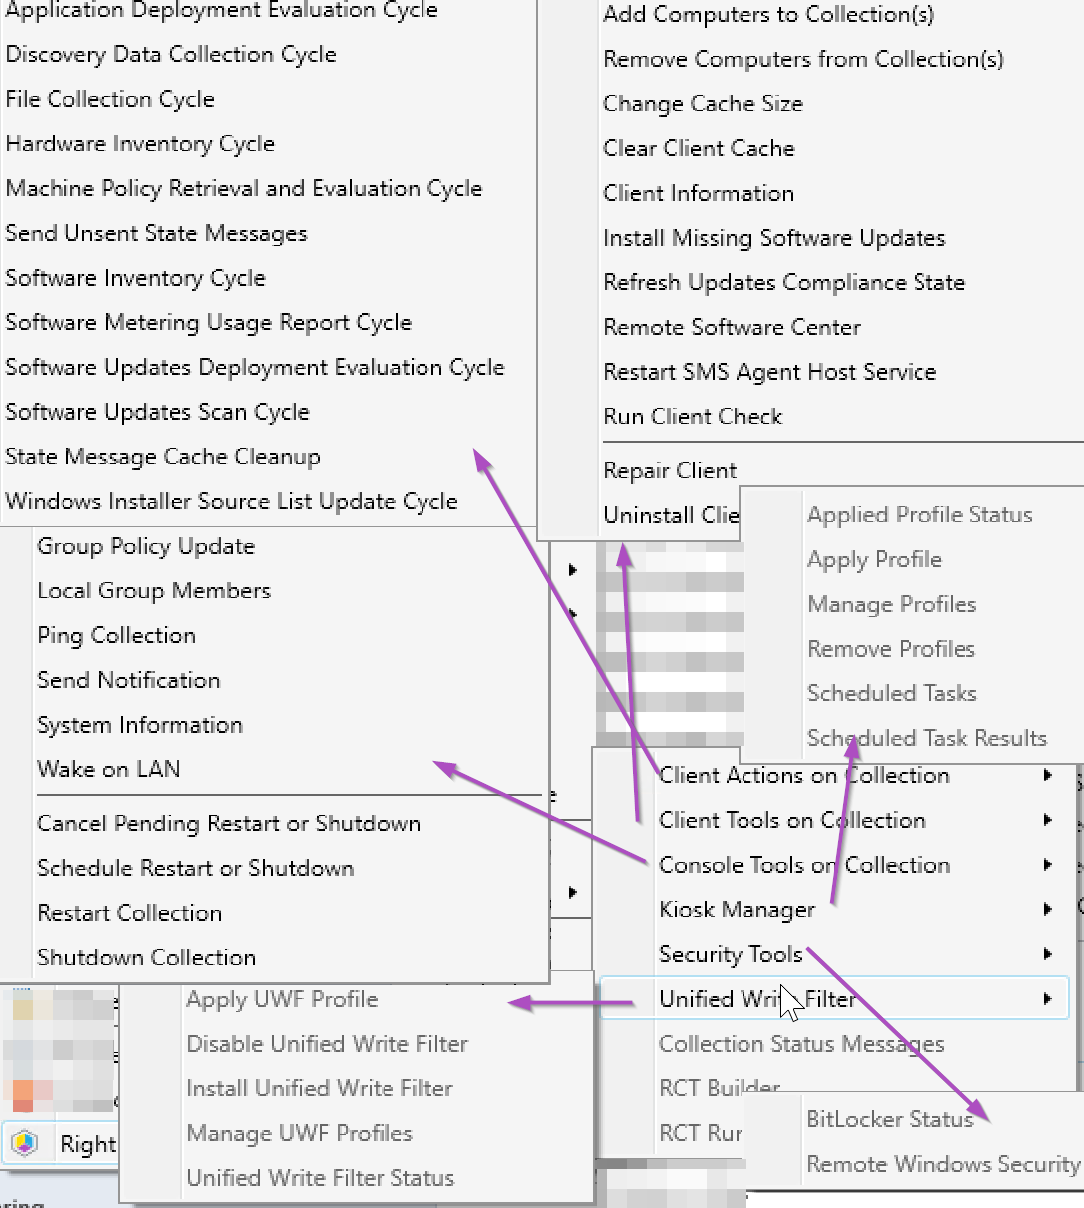 Application Deployment Evaluation Cycle
Discovery Data Collection Cycle
File Collection Cycle
Hardware Inventory Cycle
Machine Policy Retrieval and Evaluation Cycle
Send Unsent State Messages
Software Inventory Cycle
Software Metering Usage Report Cycle
Software Updates Deployment Evaluation Cycle
Software Updates Scan Cycle
State Message Cache Cleanup
Windows Installer Source List Update Cycle
Add Computers to Collection(s)
Remove Computers from Collection(s)
Change Cache Size
Clear Client Cache
Client Information
Install Missing Software Updates
Refresh Updates Compliance State
Remote Software Center
Restart SMS Agent Host Service
Run Client Check
Repair Client
Uninstall Clie
Group Policy Update
Local Group Members
Ping Collection
Send Notification
System Information
Wake on LAN
Cancel Pending Restart or Shutdown
Schedule Restart or Shutdown
Restart Collection
Shutdown Collection
Applied Profile Status
Apply Profile
Manage Profiles
Remove Profiles
Scheduled Tasks
Scheduled Task Results
Client Actions on Collection
Client Tools on Collection
Console Tools on Collection
Kiosk Manager
Security Tools
Unified Write Filter
Collection Status Messages
RCT Builder
RCT Rur
Apply UWF Profile
Disable Unified Write Filter
Install Unified Write Filter
Manage UWF Profiles
Unified Write Filter Status
BitLocker Status
Remote Windows Security
Right